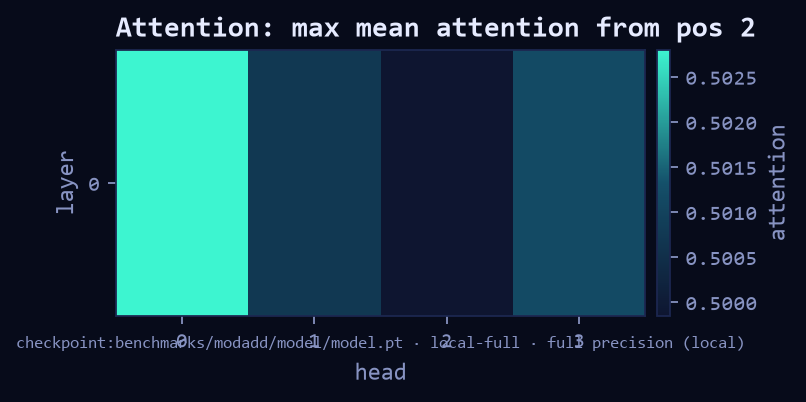 Attention: max mean attention from pos 2
0.5025
0.5020
0.5015
0.5010
0.5005
0.5000
attention
layer
0
0 1 2 3
checkpoint:benchmarks/modadd/model/model.pt · local-full · full precision (local)
head